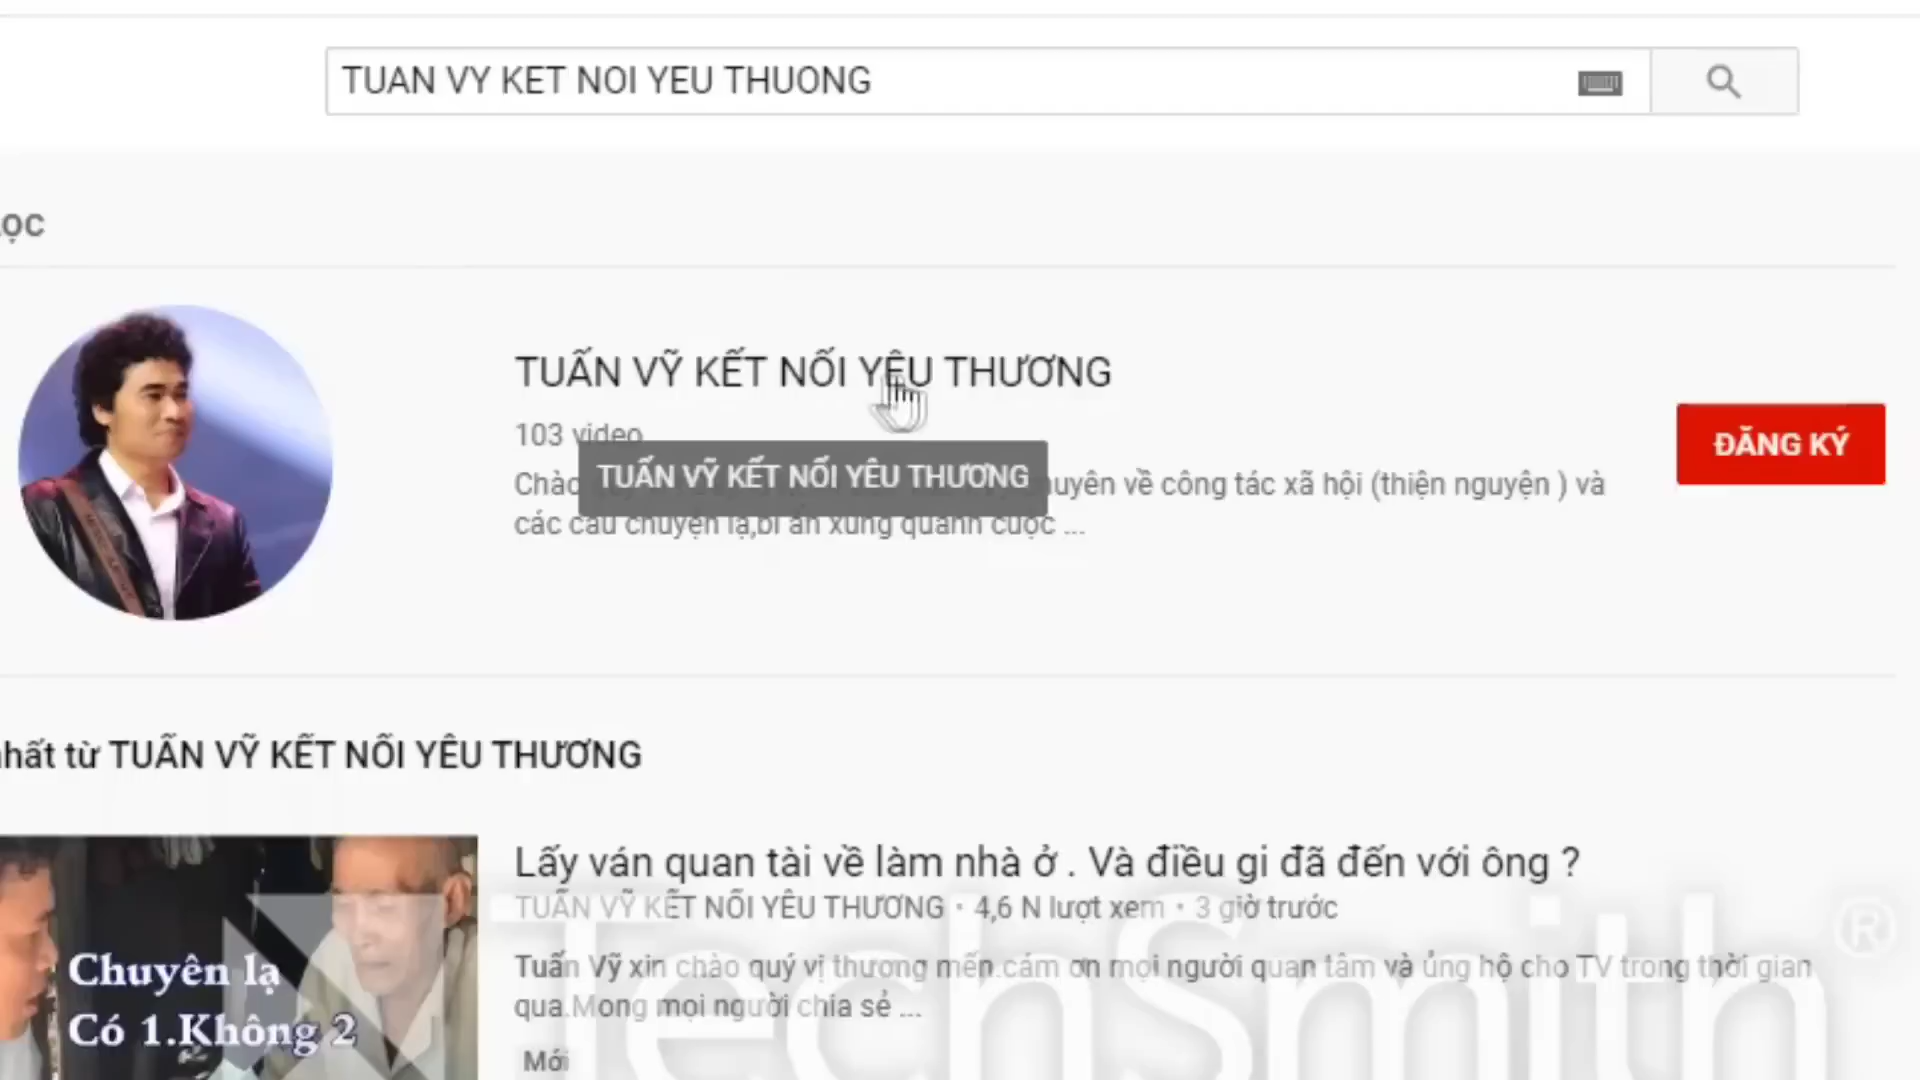 TUAN VY KET NOI YEU THUONG
ọc
TUẤN VỸ KẾT NỐI YÊU THƯƠNG
103 video
ĐĂNG KÝ
TUẤN VỸ KẾT NỐI YÊU THƯƠNG
Chào huyên về công tác xã hội (thiện nguyện ) và
các câu chuyện lạ,bí ẩn xung quanh cuộc ...
nhất từ TUẤN VỸ KẾT NỐI YÊU THƯƠNG
Lấy ván quan tài về làm nhà ở . Và điều gi đã đến với ông ?
TUẤN VỸ KẾT NỐI YÊU THƯƠNG • 4,6 N lượt xem • 3 giờ trước
Tuấn Vỹ xin chào quý vị thương mến.cám ơn mọi người quan tâm và ủng hộ cho TV trong thời gian
qua.Mong mọi người chia sẻ ...
Mới
Chuyên lạ
Có 1.Không 2
TechSmith®